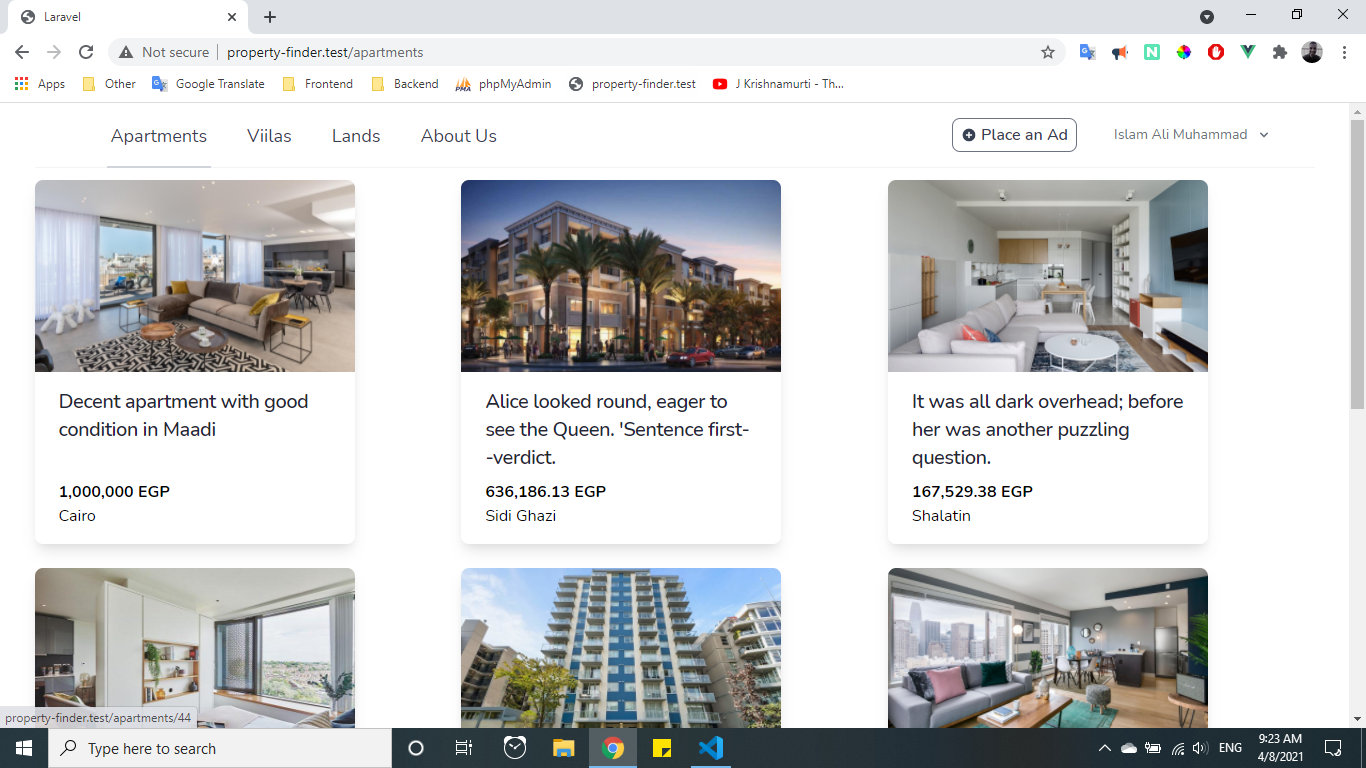 Laravel
Not secure property-finder.test/apartments
Apps Other Google Translate Frontend Backend phpMyAdmin property-finder.test J Krishnamurti - Th...
Apartments Viilas Lands About Us Place an Ad Islam Ali Muhammad
Decent apartment with good
condition in Maadi
1,000,000 EGP
Cairo
Alice looked round, eager to
see the Queen. 'Sentence first-
-verdict.
636,186.13 EGP
Sidi Ghazi
It was all dark overhead; before
her was another puzzling
question.
167,529.38 EGP
Shalatin
property-finder.test/apartments/44
Type here to search
ENG
9:23 AM
4/8/2021